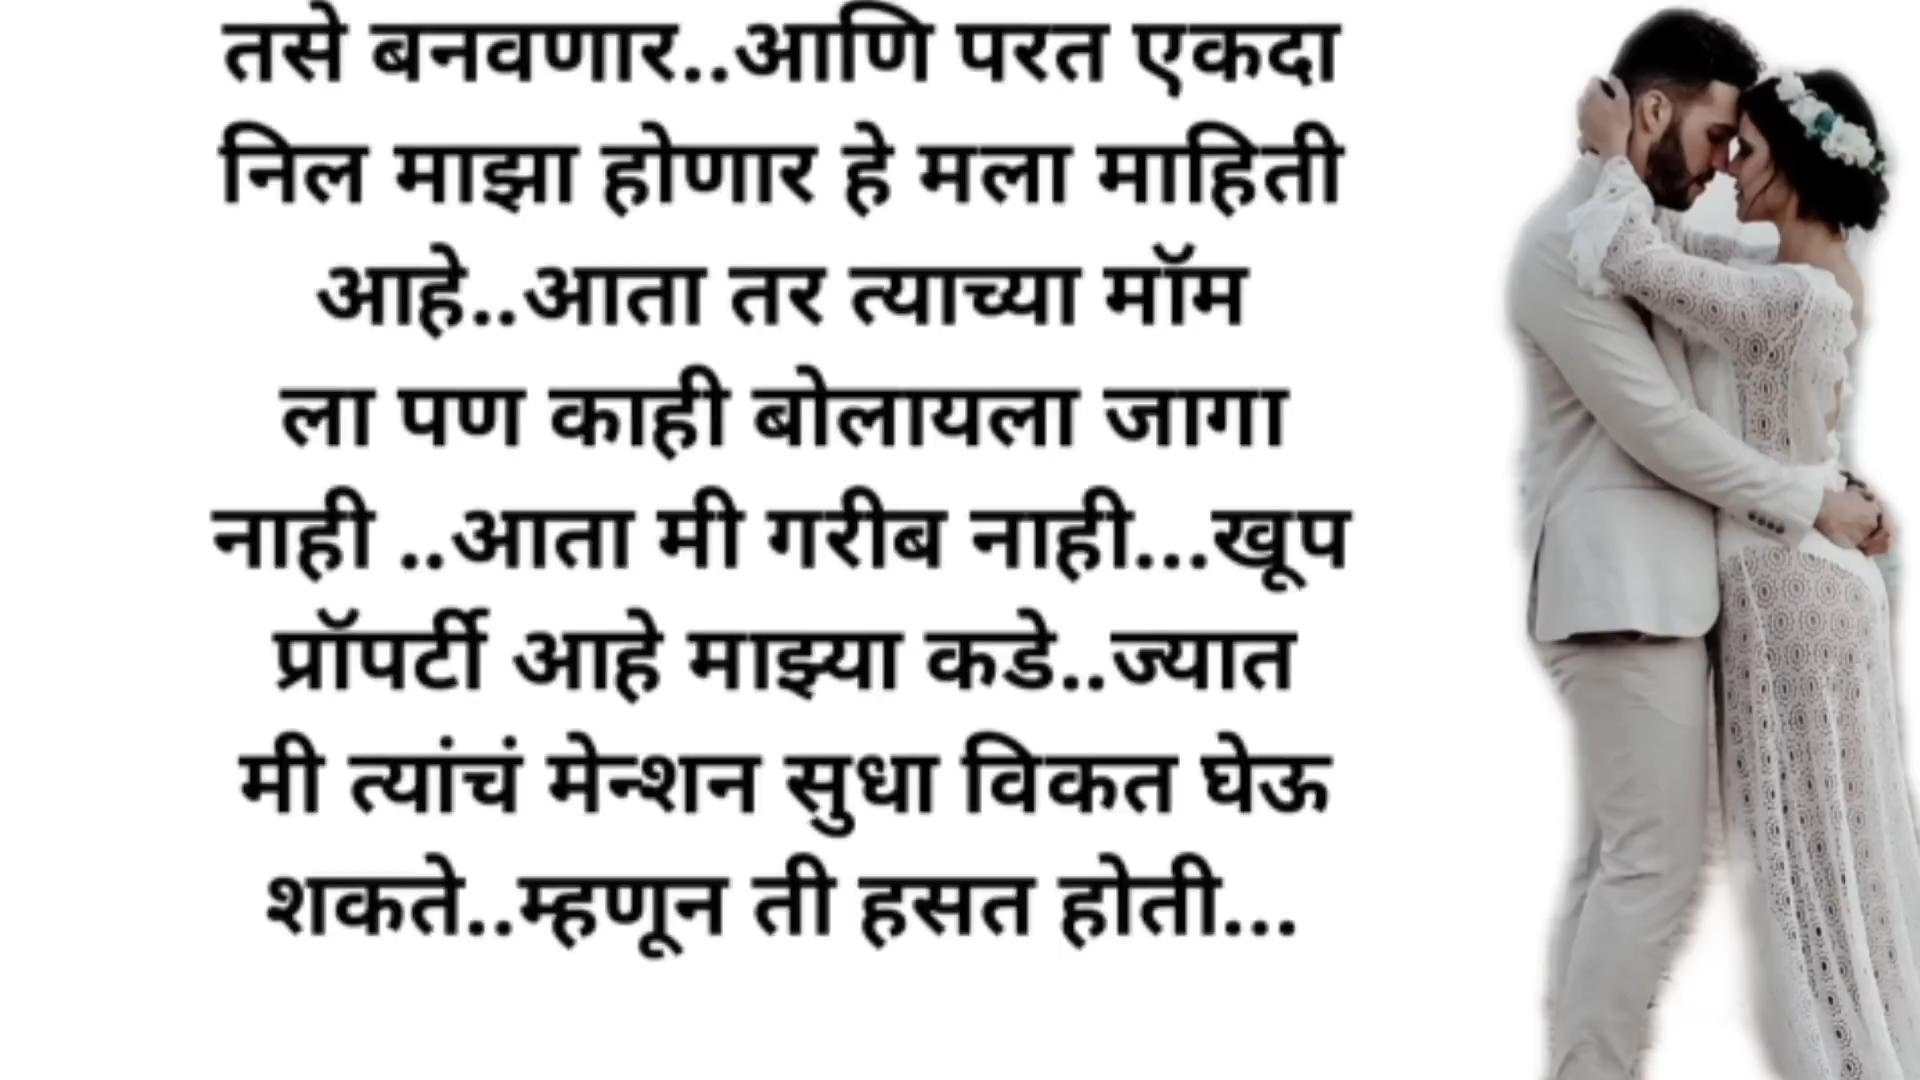 तसे बनवणार..आणि परत एकदा
निल माझा होणार हे मला माहिती
आहे..आता तर त्याच्या मॉम
ला पण काही बोलायला जागा
नाही ..आता मी गरीब नाही...खूप
प्रॉपर्टी आहे माझ्या कडे..ज्यात
मी त्यांचं मेन्शन सुधा विकत घेऊ
शकते..म्हणून ती हसत होती...